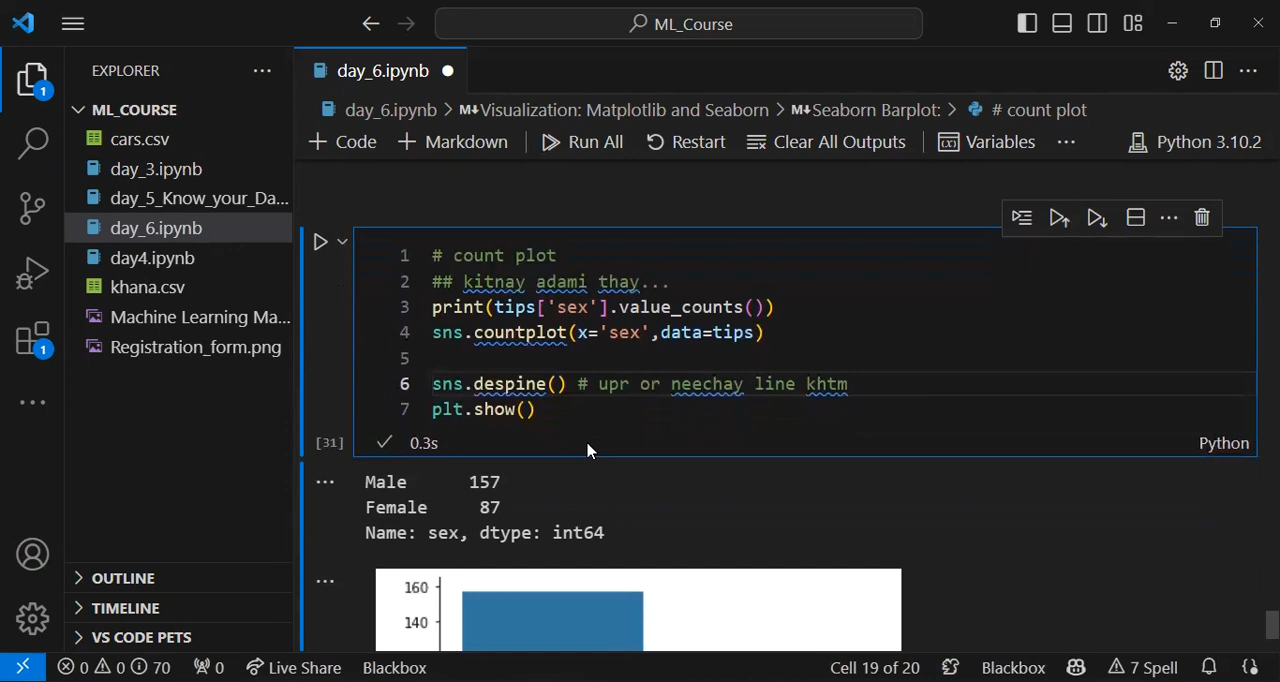 ML_Course
EXPLORER
ML_COURSE
cars.csv
day_3.ipynb
day_5_Know_your_Da...
day_6.ipynb
day4.ipynb
khana.csv
Machine Learning Ma...
Registration_form.png
OUTLINE
TIMELINE
VS CODE PETS
1
1
day_6.ipynb
day_6.ipynb > M↓Visualization: Matplotlib and Seaborn > M↓Seaborn Barplot: > # count plot
+ Code + Markdown Run All Restart Clear All Outputs Variables ... Python 3.10.2
1 # count plot
2 ## kitnay adami thay...
3 print(tips['sex'].value_counts())
4 sns.countplot(x='sex',data=tips)
5
6 sns.despine() # upr or neechay line khtm
7 plt.show()
[31] 0.3s Python
Male 157
Female 87
Name: sex, dtype: int64
160
140
0 0 70 0 Live Share Blackbox Cell 19 of 20 Blackbox 7 Spell